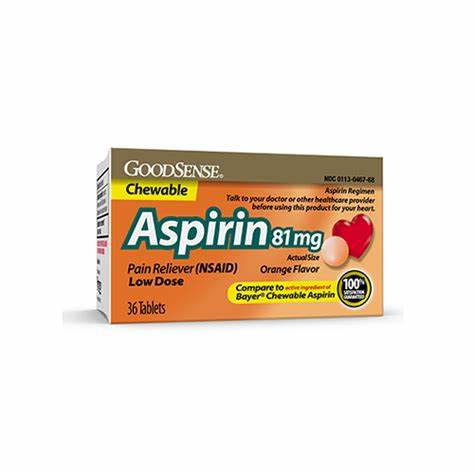 GOODSENSE®
NDC 0113-0467-68
Chewable
Aspirin Regimen
Talk to your doctor or other healthcare provider
before using this product for your heart.
Aspirin 81 mg
Actual Size
Pain Reliever (NSAID)
Orange Flavor
Low Dose
Compare to active ingredient of
Bayer® Chewable Aspirin
100%
SATISFACTION
GUARANTEED
36 Tablets